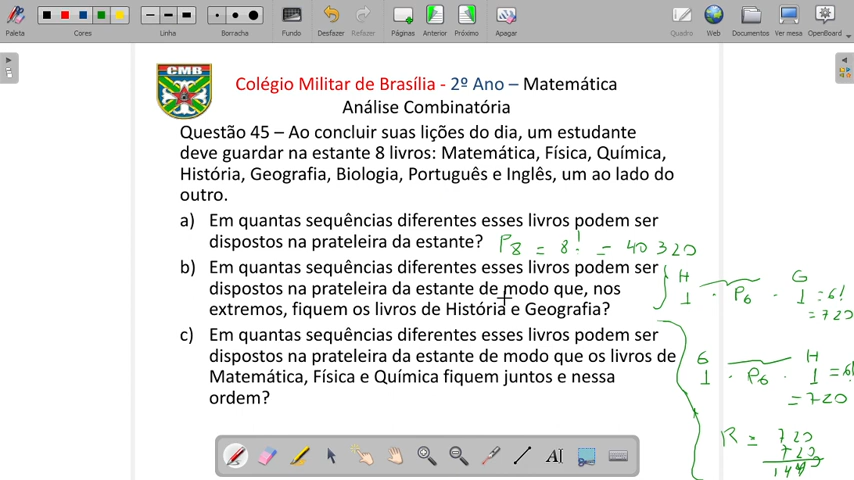 Paleta
Cores
Linha
Borracha
Fundo
Desfazer
Refazer
Páginas
Anterior
Próximo
Apagar
Quadro
Web
Documentos
Ver mesa
OpenBoard
CMB
Colégio Militar de Brasília - 2º Ano – Matemática
Análise Combinatória
Questão 45 – Ao concluir suas lições do dia, um estudante
deve guardar na estante 8 livros: Matemática, Física, Química,
História, Geografia, Biologia, Português e Inglês, um ao lado do
outro.
a) Em quantas sequências diferentes esses livros podem ser
dispostos na prateleira da estante? P8 = 8! = 40320
b) Em quantas sequências diferentes esses livros podem ser
dispostos na prateleira da estante de modo que, nos
extremos, fiquem os livros de História e Geografia?
H G
1 . P6 . 1 = 6!
= 720
c) Em quantas sequências diferentes esses livros podem ser
dispostos na prateleira da estante de modo que os livros de
Matemática, Física e Química fiquem juntos e nessa
ordem?
G H
1 . P6 . 1 = 6!
= 720
R = 720
720
1440
AI